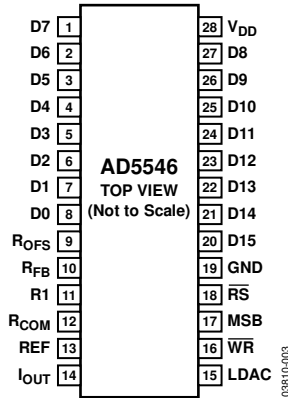 D7 1 28 VDD
D6 2 27 D8
D5 3 26 D9
D4 4 25 D10
D3 5 24 D11
D2 6 23 D12
D1 7 22 D13
D0 8 21 D14
ROFS 9 20 D15
RFB 10 19 GND
R1 11 18 R̅S̅
RCOM 12 17 MSB
REF 13 16 W̅R̅
IOUT 14 15 LDAC
AD5546
TOP VIEW
(Not to Scale)
03810-003